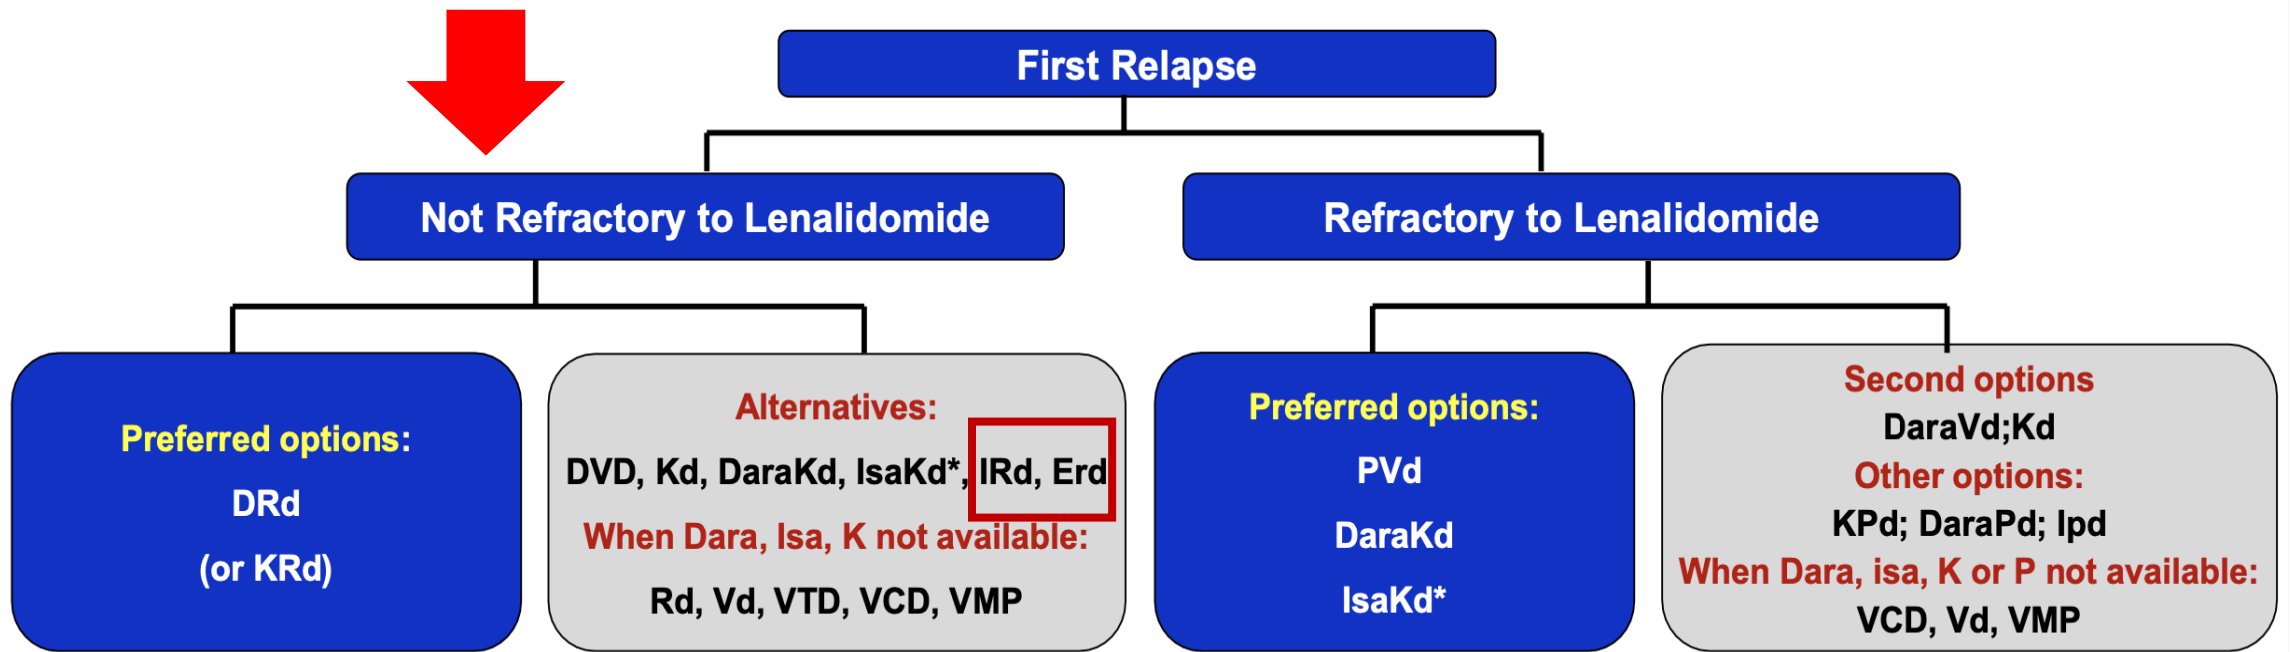 First Relapse
Not Refractory to Lenalidomide
Refractory to Lenalidomide
Preferred options:
DRd
(or KRd)
Alternatives:
DVD, Kd, DaraKd, IsaKd*, IRd, Erd
When Dara, Isa, K not available:
Rd, Vd, VTD, VCD, VMP
Preferred options:
PVd
DaraKd
IsaKd*
Second options
DaraVd;Kd
Other options:
KPd; DaraPd; Ipd
When Dara, isa, K or P not available:
VCD, Vd, VMP